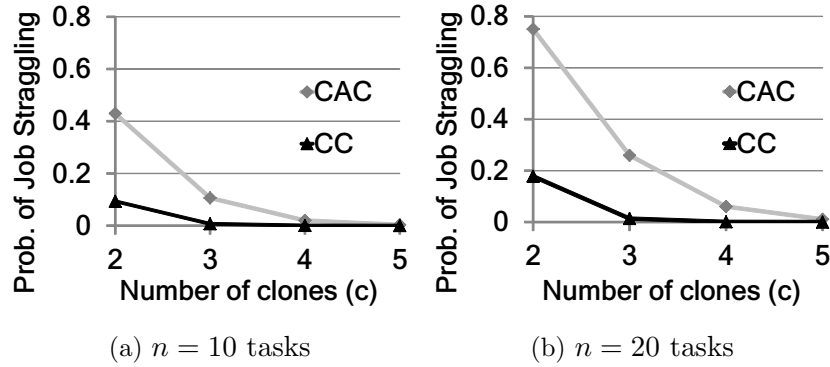 Prob. of Job Straggling
0.8
0.6
0.4
0.2
0
CAC
CC
2 3 4 5
Number of clones (c)
(a) n = 10 tasks
Prob. of Job Straggling
0.8
0.6
0.4
0.2
0
CAC
CC
2 3 4 5
Number of clones (c)
(b) n = 20 tasks